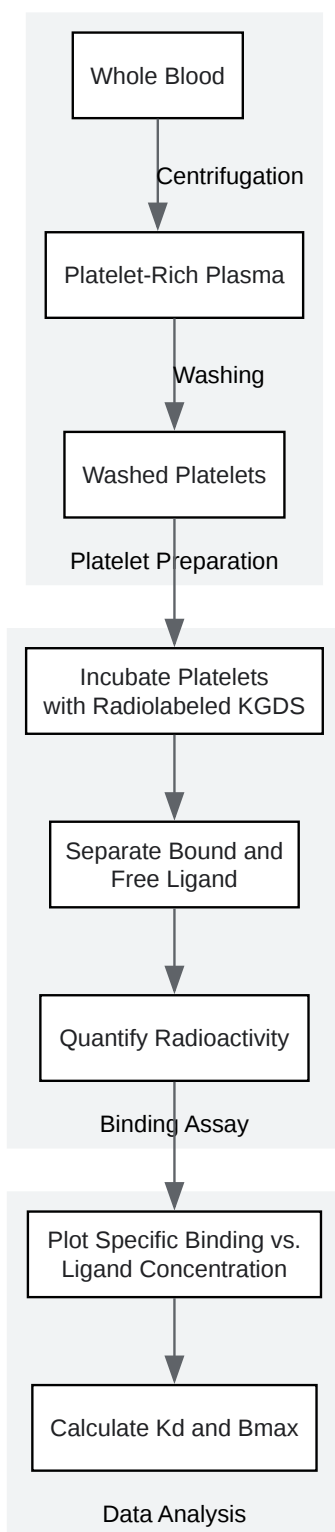 Whole Blood
Centrifugation
Platelet-Rich Plasma
Washing
Washed Platelets
Platelet Preparation
Incubate Platelets
with Radiolabeled KGDS
Separate Bound and
Free Ligand
Quantify Radioactivity
Binding Assay
Plot Specific Binding vs.
Ligand Concentration
Calculate Kd and Bmax
Data Analysis